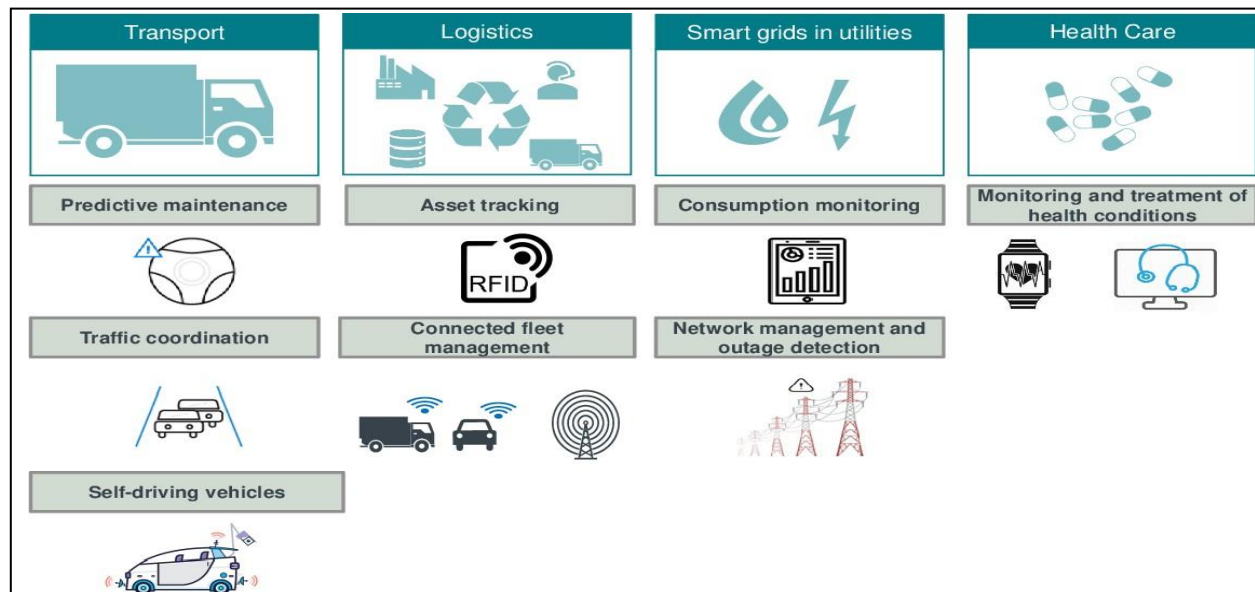 Transport
Logistics
Smart grids in utilities
Health Care
Predictive maintenance
Asset tracking
Consumption monitoring
Monitoring and treatment of
health conditions
RFID
Traffic coordination
Connected fleet
management
Network management and
outage detection
Self-driving vehicles